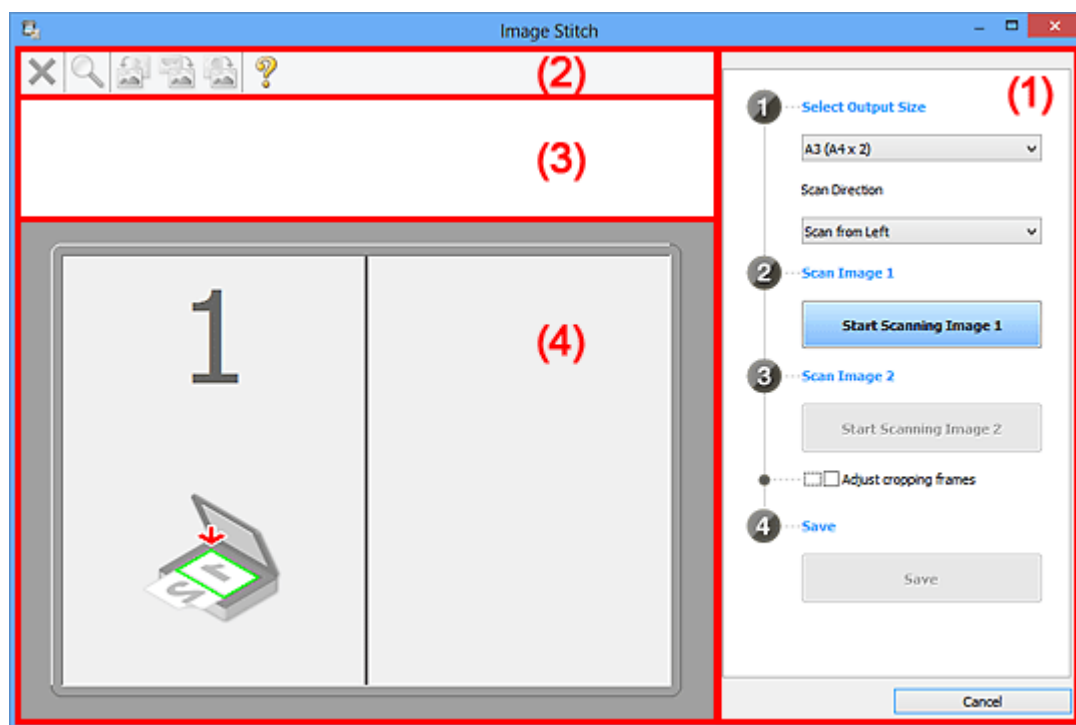 Image Stitch
(2)
(3)
1
(4)
(1)
1 Select Output Size
A3 (A4 x 2)
Scan Direction
Scan from Left
2 Scan Image 1
Start Scanning Image 1
3 Scan Image 2
Start Scanning Image 2
Adjust cropping frames
4 Save
Save
Cancel